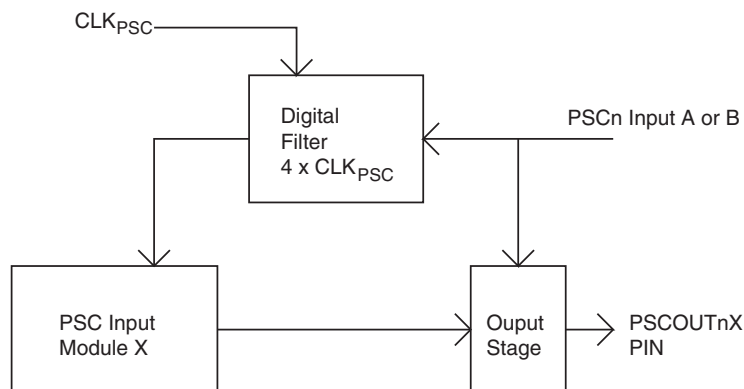 CLKPSC
Digital
Filter
4 x CLKPSC
PSCn Input A or B
PSC Input
Module X
Ouput
Stage
PSCOUTnX
PIN